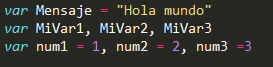 var Mensaje = "Hola mundo"
var MiVar1, MiVar2, MiVar3
var num1 = 1, num2 = 2, num3 =3